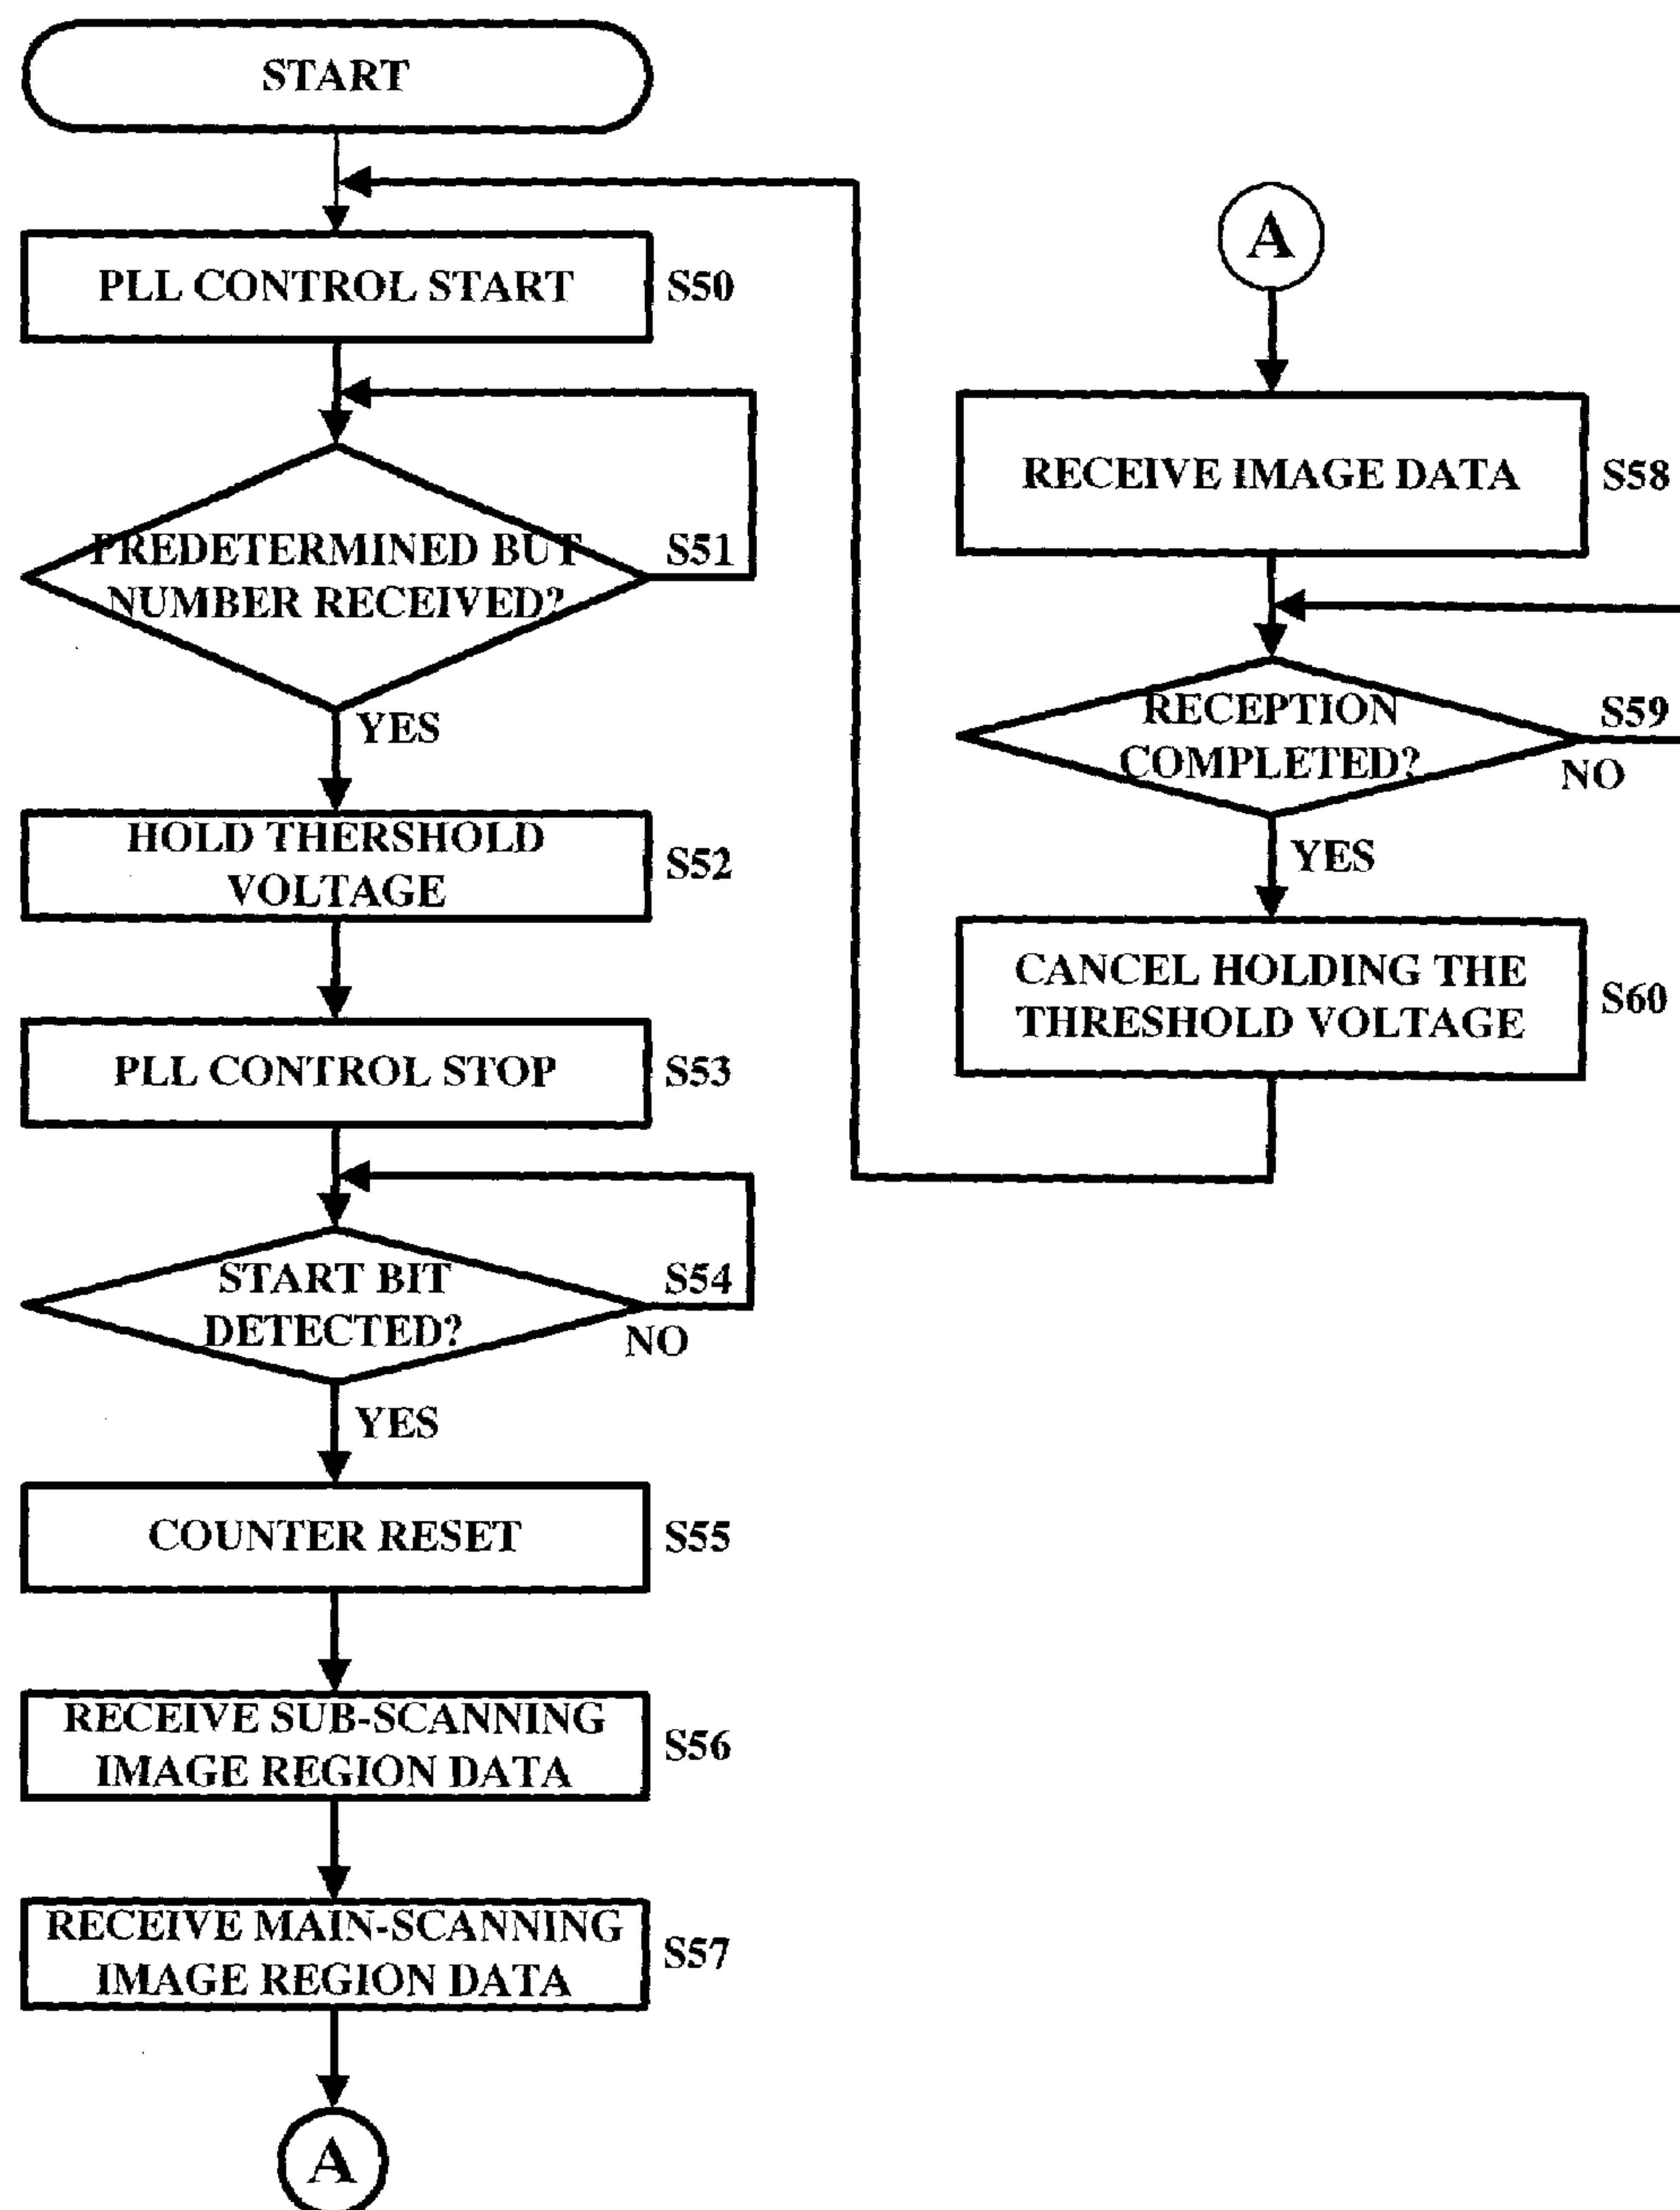 START
PLL CONTROL START
S50
PREDETERMINED BUT
NUMBER RECEIVED?
S51
YES
HOLD THERSHOLD
VOLTAGE
S52
PLL CONTROL STOP
S53
START BIT
DETECTED?
S54
NO
YES
COUNTER RESET
S55
RECEIVE SUB-SCANNING
IMAGE REGION DATA
S56
RECEIVE MAIN-SCANNING
IMAGE REGION DATA
S57
A
A
RECEIVE IMAGE DATA
S58
RECEPTION
COMPLETED?
S59
NO
YES
CANCEL HOLDING THE
THRESHOLD VOLTAGE
S60